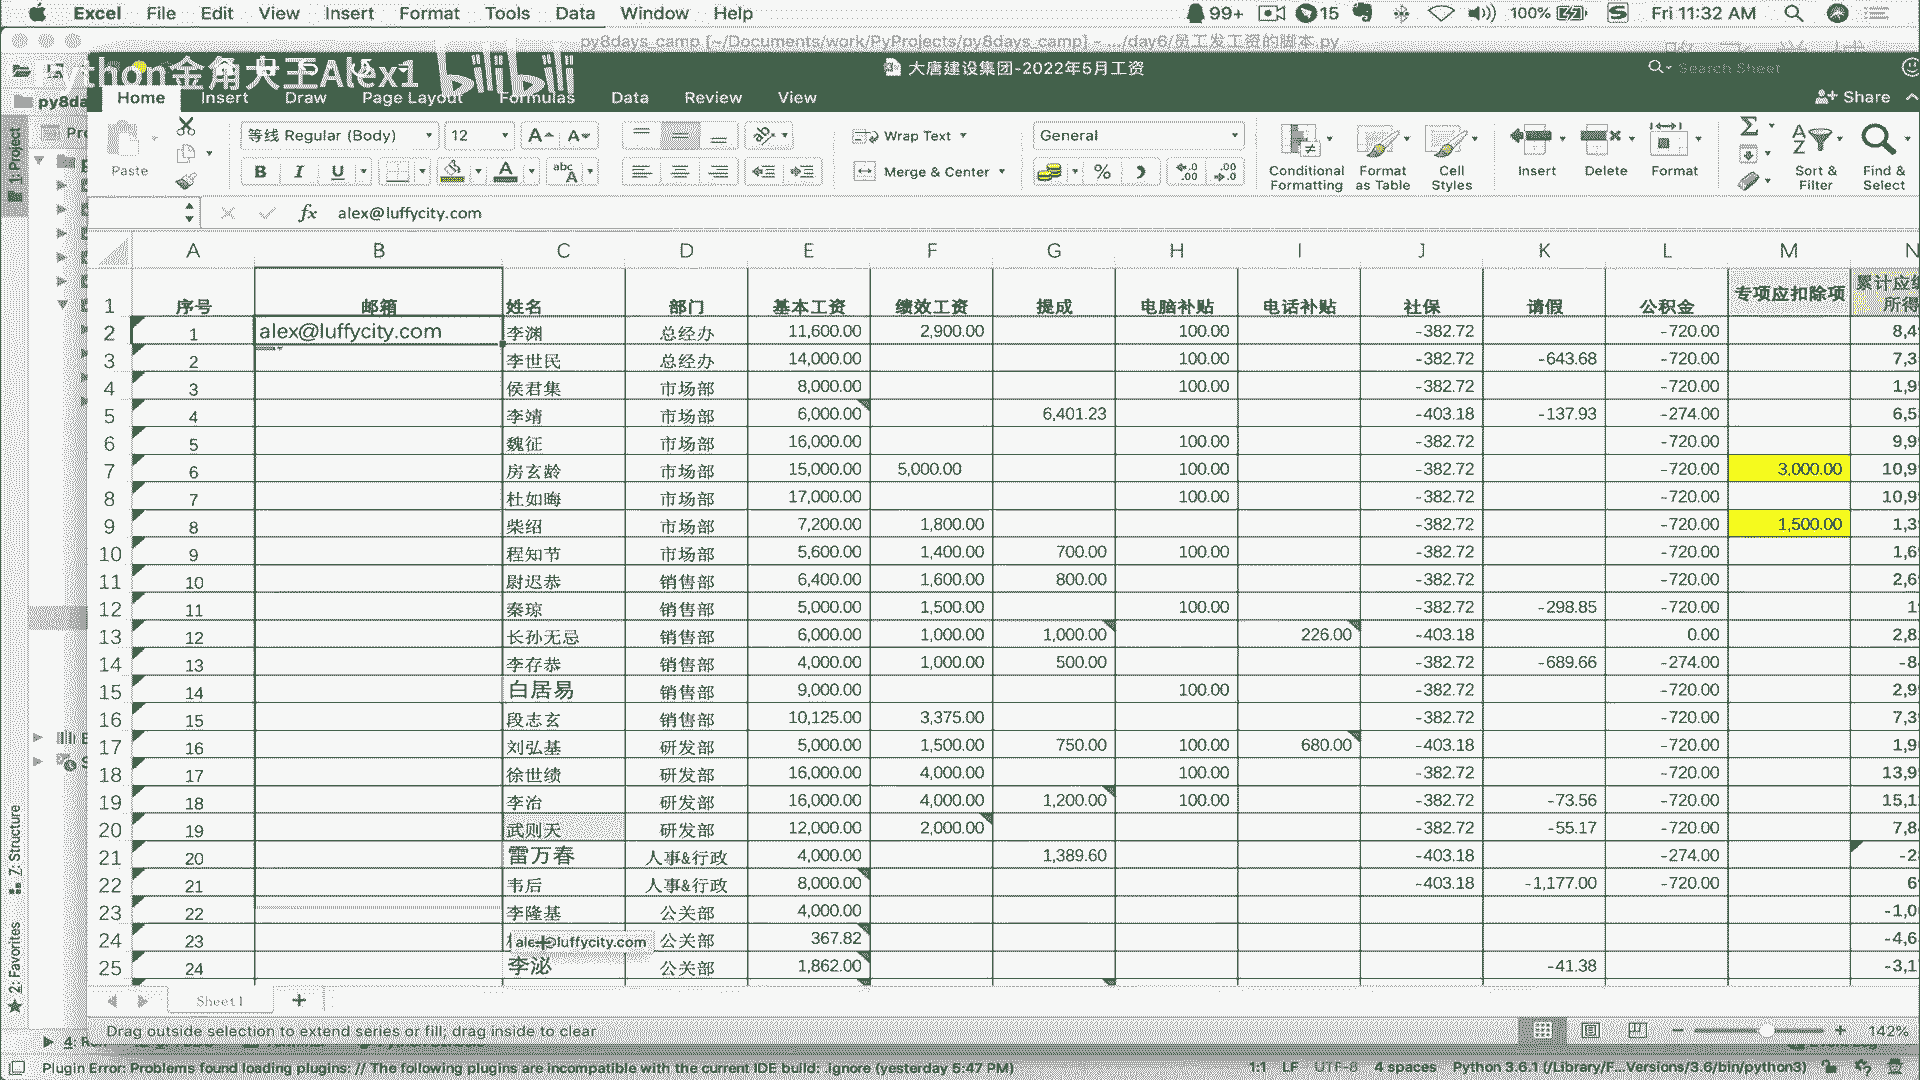 Excel File Edit View Insert Format Tools Data Window Help 99+ 15 100% Fri 11:32 AM
py8days_camp [~/Documents/work/PyProjects/py8days_camp] - .../day6/员工发工资的脚本.py
ython金角大王Alex1 bilibili
大唐建设集团-2022年5月工资 Search Sheet
Home Insert Draw Page Layout Formulas Data Review View Share
等线 Regular (Body) 12 Wrap Text General
Paste B I U Merge & Center Conditional Formatting Format as Table Cell Styles Insert Delete Format Sort & Filter Find & Select
fx alex@luffycity.com
A B C D E F G H I J K L M N
1 序号 邮箱 姓名 部门 基本工资 绩效工资 提成 电脑补贴 电话补贴 社保 请假 公积金 专项应扣除项
2 1 alex@luffycity.com 李渊 总经办 11,600.00 2,900.00 100.00 -382.72 -720.00 8,4
3 2 李世民 总经办 14,000.00 100.00 -382.72 -643.68 -720.00 7,3
4 3 侯君集 市场部 8,000.00 100.00 -382.72 -720.00 1,9
5 4 李靖 市场部 6,000.00 6,401.23 -403.18 -137.93 -274.00 6,5
6 5 魏征 市场部 16,000.00 100.00 -382.72 -720.00 9,9
7 6 房玄龄 市场部 15,000.00 5,000.00 100.00 -382.72 -720.00 3,000.00 10,9
8 7 杜如晦 市场部 17,000.00 100.00 -382.72 -720.00 10,9
9 8 柴绍 市场部 7,200.00 1,800.00 -382.72 -720.00 1,500.00 1,3
10 9 程知节 市场部 5,600.00 1,400.00 700.00 100.00 -382.72 -720.00 1,6
11 10 尉迟恭 销售部 6,400.00 1,600.00 800.00 -382.72 -720.00 2,6
12 11 秦琼 销售部 5,000.00 1,500.00 100.00 -382.72 -298.85 -720.00
13 12 长孙无忌 销售部 6,000.00 1,000.00 1,000.00 226.00 -403.18 0.00 2,8
14 13 李存恭 销售部 4,000.00 1,000.00 500.00 -382.72 -689.66 -274.00
15 14 白居易 销售部 9,000.00 100.00 -382.72 -720.00 2,9
16 15 段志玄 销售部 10,125.00 3,375.00 -382.72 -720.00 7,3
17 16 刘弘基 研发部 5,000.00 1,500.00 750.00 100.00 680.00 -403.18 -720.00 1,9
18 17 徐世绩 研发部 16,000.00 4,000.00 100.00 -382.72 -720.00 13,9
19 18 李治 研发部 16,000.00 4,000.00 1,200.00 100.00 -382.72 -73.56 -720.00 15,1
20 19 武则天 研发部 12,000.00 2,000.00 -382.72 -55.17 -720.00 7,8
21 20 雷万春 人事&行政 4,000.00 1,389.60 -403.18 -274.00 -2
22 21 韦后 人事&行政 8,000.00 -403.18 -1,177.00 -720.00 6
23 22 李隆基 公关部 4,000.00 -1,0
24 23 alex@luffycity.com 公关部 367.82 -4,6
25 24 李泌 公关部 1,862.00 -41.38 -3,1
Sheet1
Drag outside selection to extend series or fill; drag inside to clear 142%
1: Project
7: Structure
2: Favorites
Plugin Error: Problems found loading plugins: // The following plugins are incompatible with the current IDE build: .ignore (yesterday 5:47 PM) 1:1 LF UTF-8 4 spaces Python 3.6.1 (/Library/F...Versions/3.6/bin/python3)